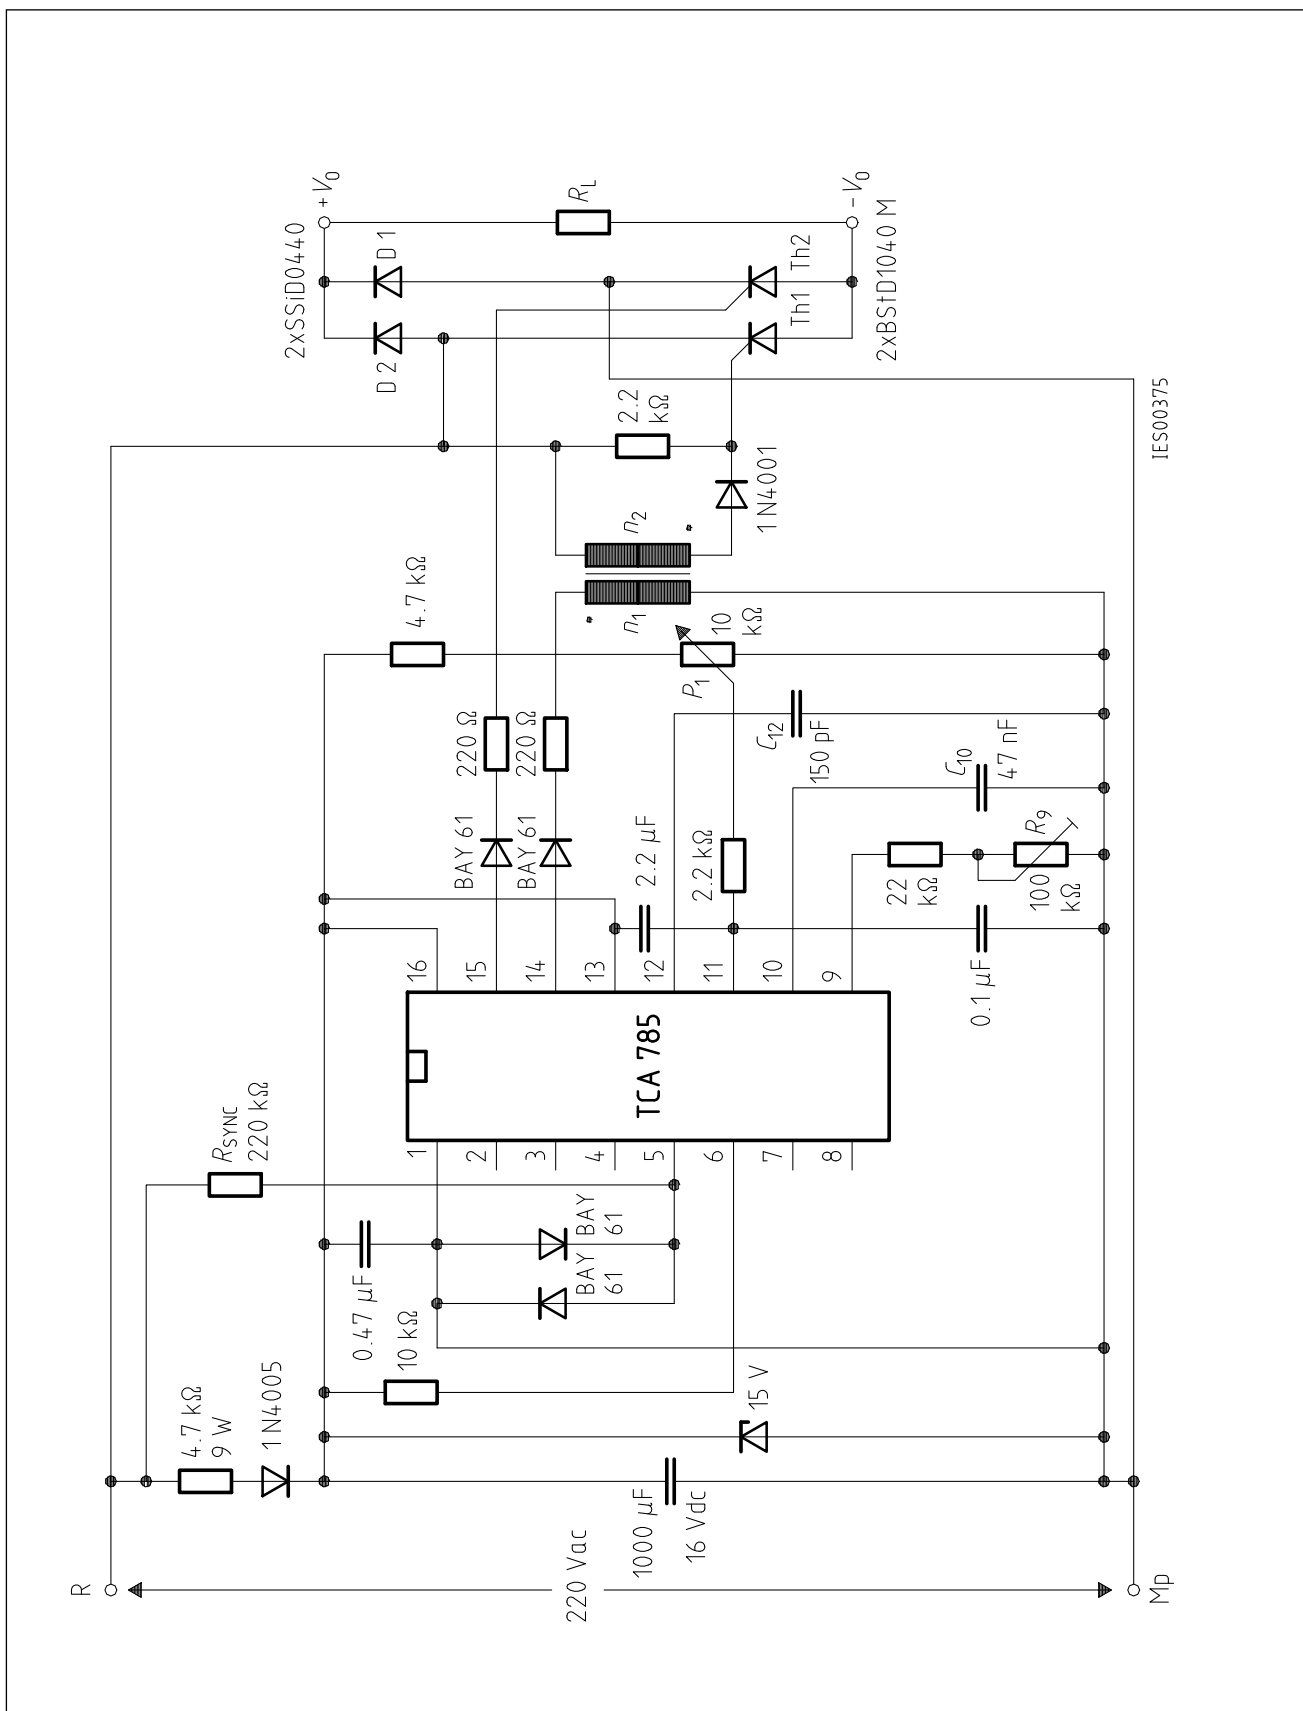 R
220 Vac
Mp
4.7 kΩ
9 W
1N4005
1000 µF
16 Vdc
15 V
10 kΩ
0.47 µF
BAY
61
BAY
61
RSYNC
220 kΩ
1
2
3
4
5
6
7
8
TCA 785
16
15
14
13
12
11
10
9
BAY 61
BAY 61
220 Ω
220 Ω
2.2 µF
2.2 kΩ
0.1 µF
22
kΩ
100
kΩ
R9
C10
47 nF
C12
150 pF
P1
10
kΩ
4.7 kΩ
n1
n2
1N4001
2.2
kΩ
D2
D1
2xSSiD0440
+V0
RL
-V0
Th1
Th2
2xBStD1040 M
IES00375